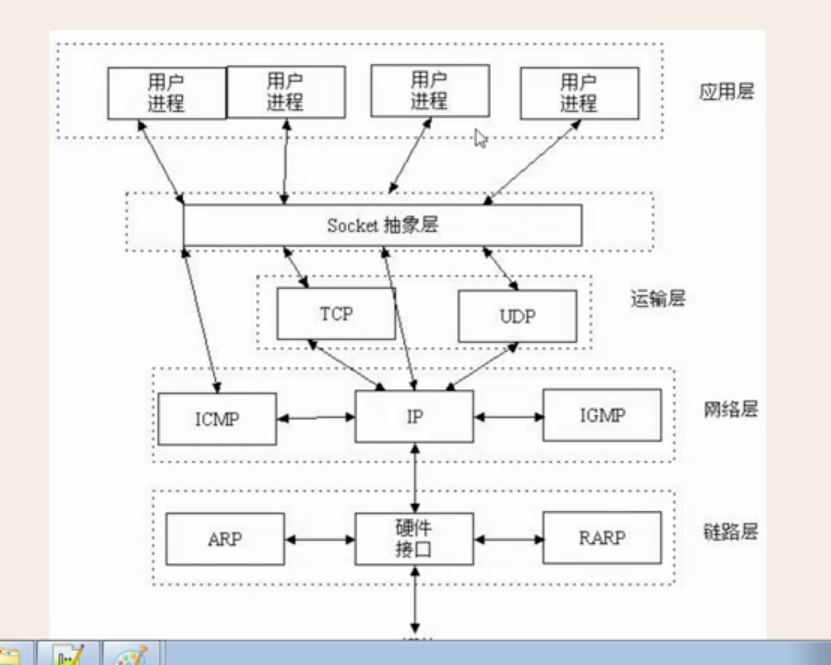 用户
进程
用户
进程
用户
进程
用户
进程
应用层
Socket 抽象层
TCP
UDP
运输层
ICMP
IP
IGMP
网络层
ARP
硬件
接口
RARP
链路层